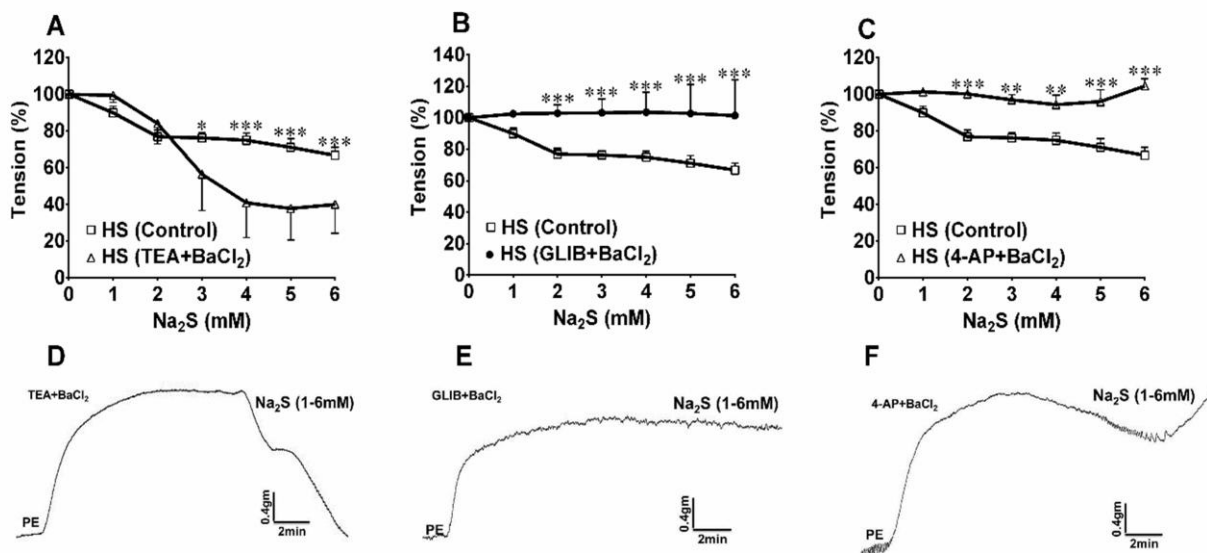 A
120
100
80
60
40
20
0
Tension (%)
* *** *** ***
HS (Control)
HS (TEA+BaCl₂)
0 1 2 3 4 5 6
Na₂S (mM)
B
140
120
100
80
60
40
20
0
Tension (%)
*** *** *** *** ***
HS (Control)
HS (GLIB+BaCl₂)
0 1 2 3 4 5 6
Na₂S (mM)
C
120
100
80
60
40
20
0
Tension (%)
*** ** ** *** ***
HS (Control)
HS (4-AP+BaCl₂)
0 1 2 3 4 5 6
Na₂S (mM)
D
TEA+BaCl₂
Na₂S (1-6mM)
PE
0.4gm
2min
E
GLIB+BaCl₂
Na₂S (1-6mM)
PE
0.4gm
2min
F
4-AP+BaCl₂
Na₂S (1-6mM)
PE
0.4gm
2min